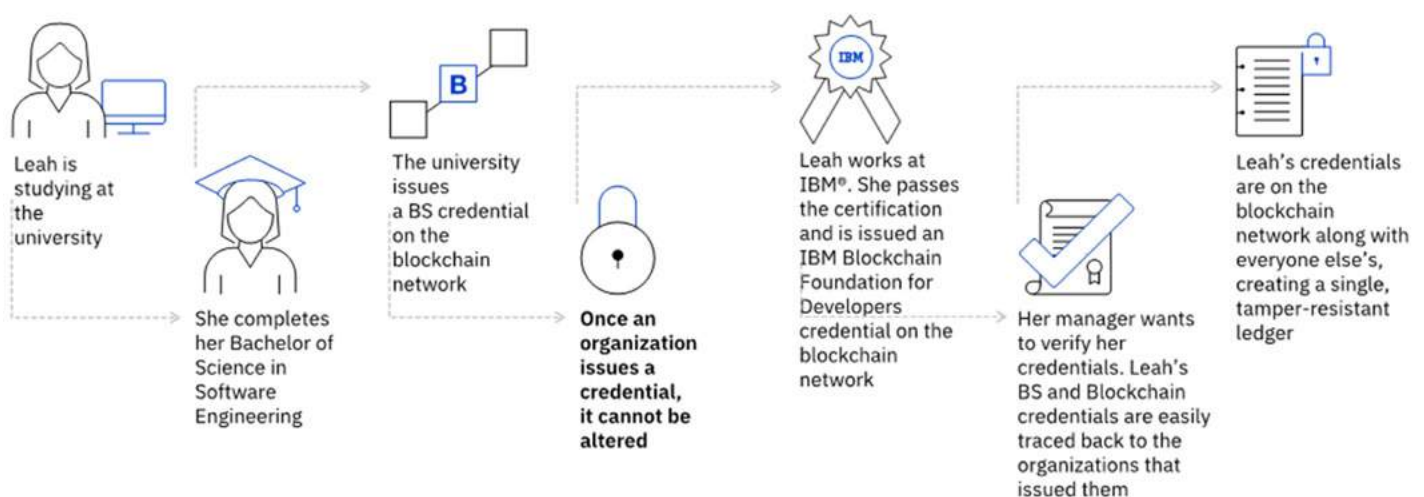 Leah is
studying at
the
university
She completes
her Bachelor of
Science in
Software
Engineering
B
The university
issues
a BS credential
on the
blockchain
network
Once an
organization
issues a
credential,
it cannot be
altered
IBM
Leah works at
IBM®. She passes
the certification
and is issued an
IBM Blockchain
Foundation for
Developers
credential on the
blockchain
network
Her manager wants
to verify her
credentials. Leah's
BS and Blockchain
credentials are easily
traced back to the
organizations that
issued them
Leah's credentials
are on the
blockchain
network along with
everyone else's,
creating a single,
tamper-resistant
ledger